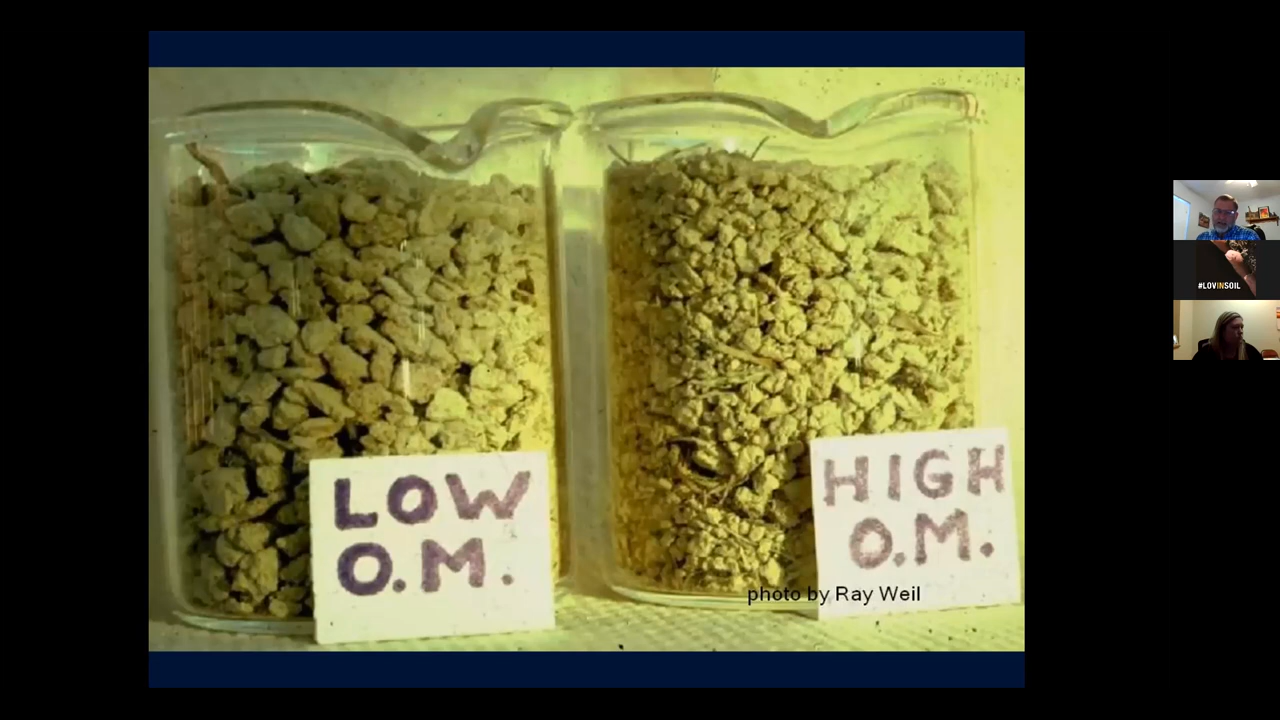 LOW
O.M.
HIGH
O.M.
photo by Ray Weil
#LOVINSOIL